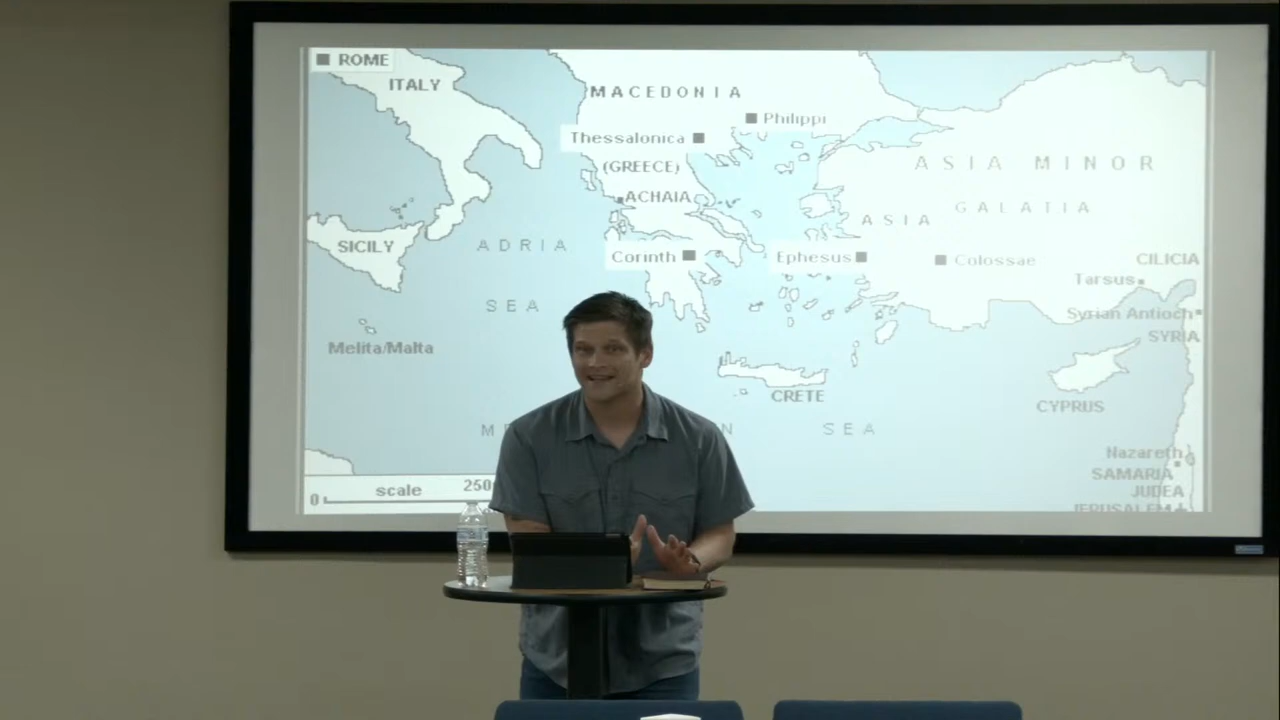 ROME
ITALY
MACEDONIA
Philippi
Thessalonica
(GREECE)
ASIA MINOR
ACHAIA
GALATIA
ASIA
SICILY
ADRIA
Corinth
Ephesus
Colossae
CILICIA
Tarsus
SEA
Syrian Antioch
SYRIA
Melita/Malta
CRETE
CYPRUS
SEA
Nazareth
SAMARIA
JUDEA
JERUSALEM
scale
250
0